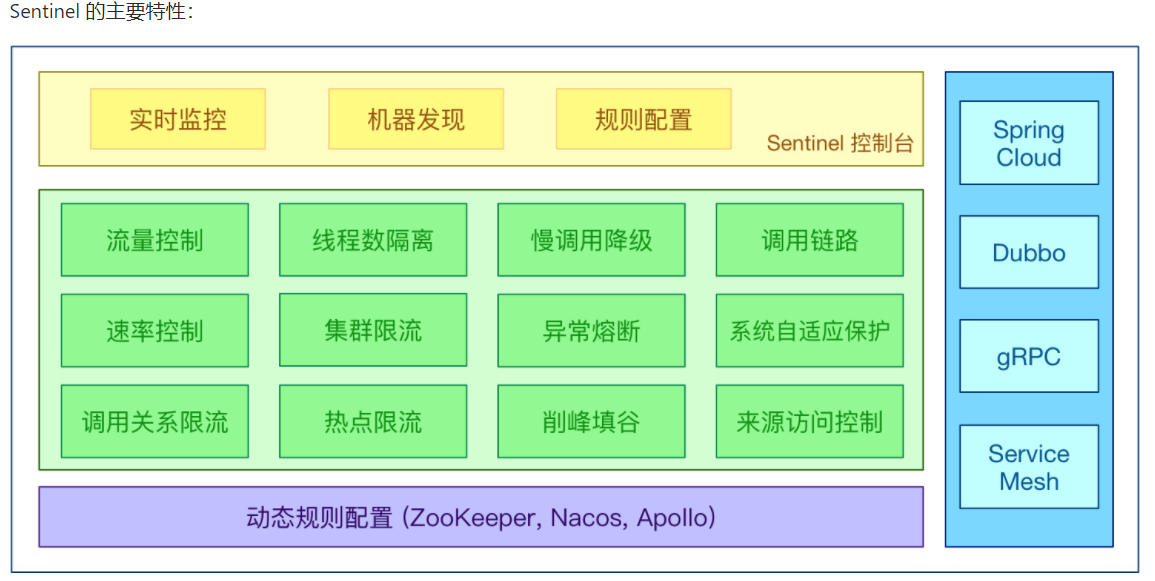 Sentinel 的主要特性：
实时监控
机器发现
规则配置
Sentinel 控制台
流量控制
线程数隔离
慢调用降级
调用链路
速率控制
集群限流
异常熔断
系统自适应保护
调用关系限流
热点限流
削峰填谷
来源访问控制
动态规则配置 (ZooKeeper, Nacos, Apollo)
Spring
Cloud
Dubbo
gRPC
Service
Mesh